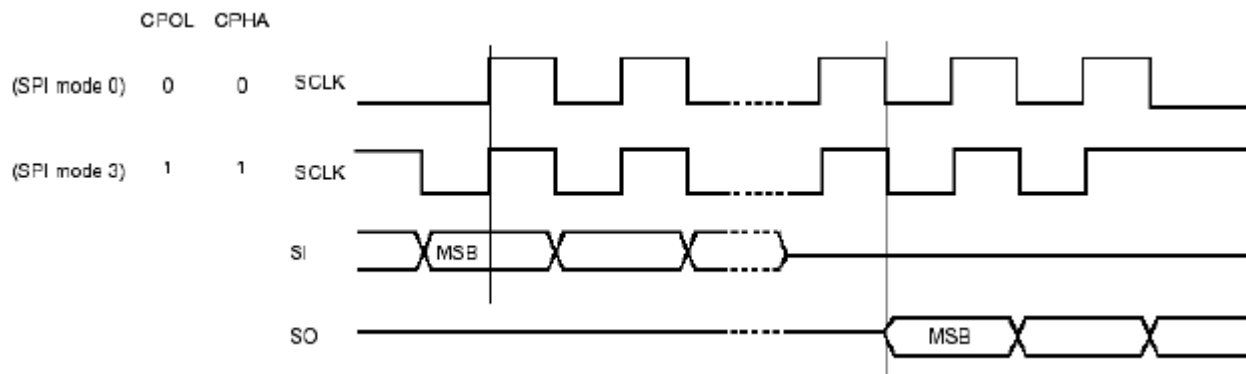 CPOL CPHA
(SPI mode 0) 0 0 SCLK
(SPI mode 3) 1 1 SCLK
SI MSB
SO MSB